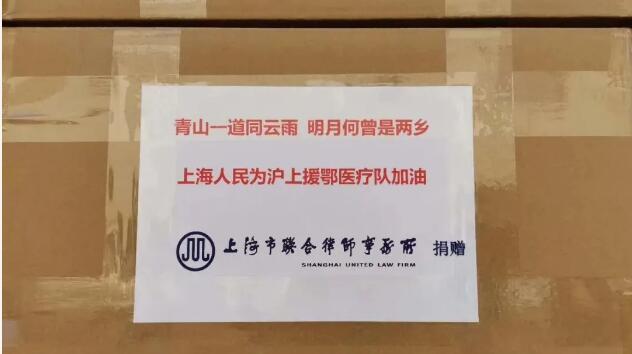 青山一道同云雨 明月何曾是两乡
上海人民为沪上援鄂医疗队加油
上海市联合律師事務所 捐赠
SHANGHAI UNITED LAW FIRM